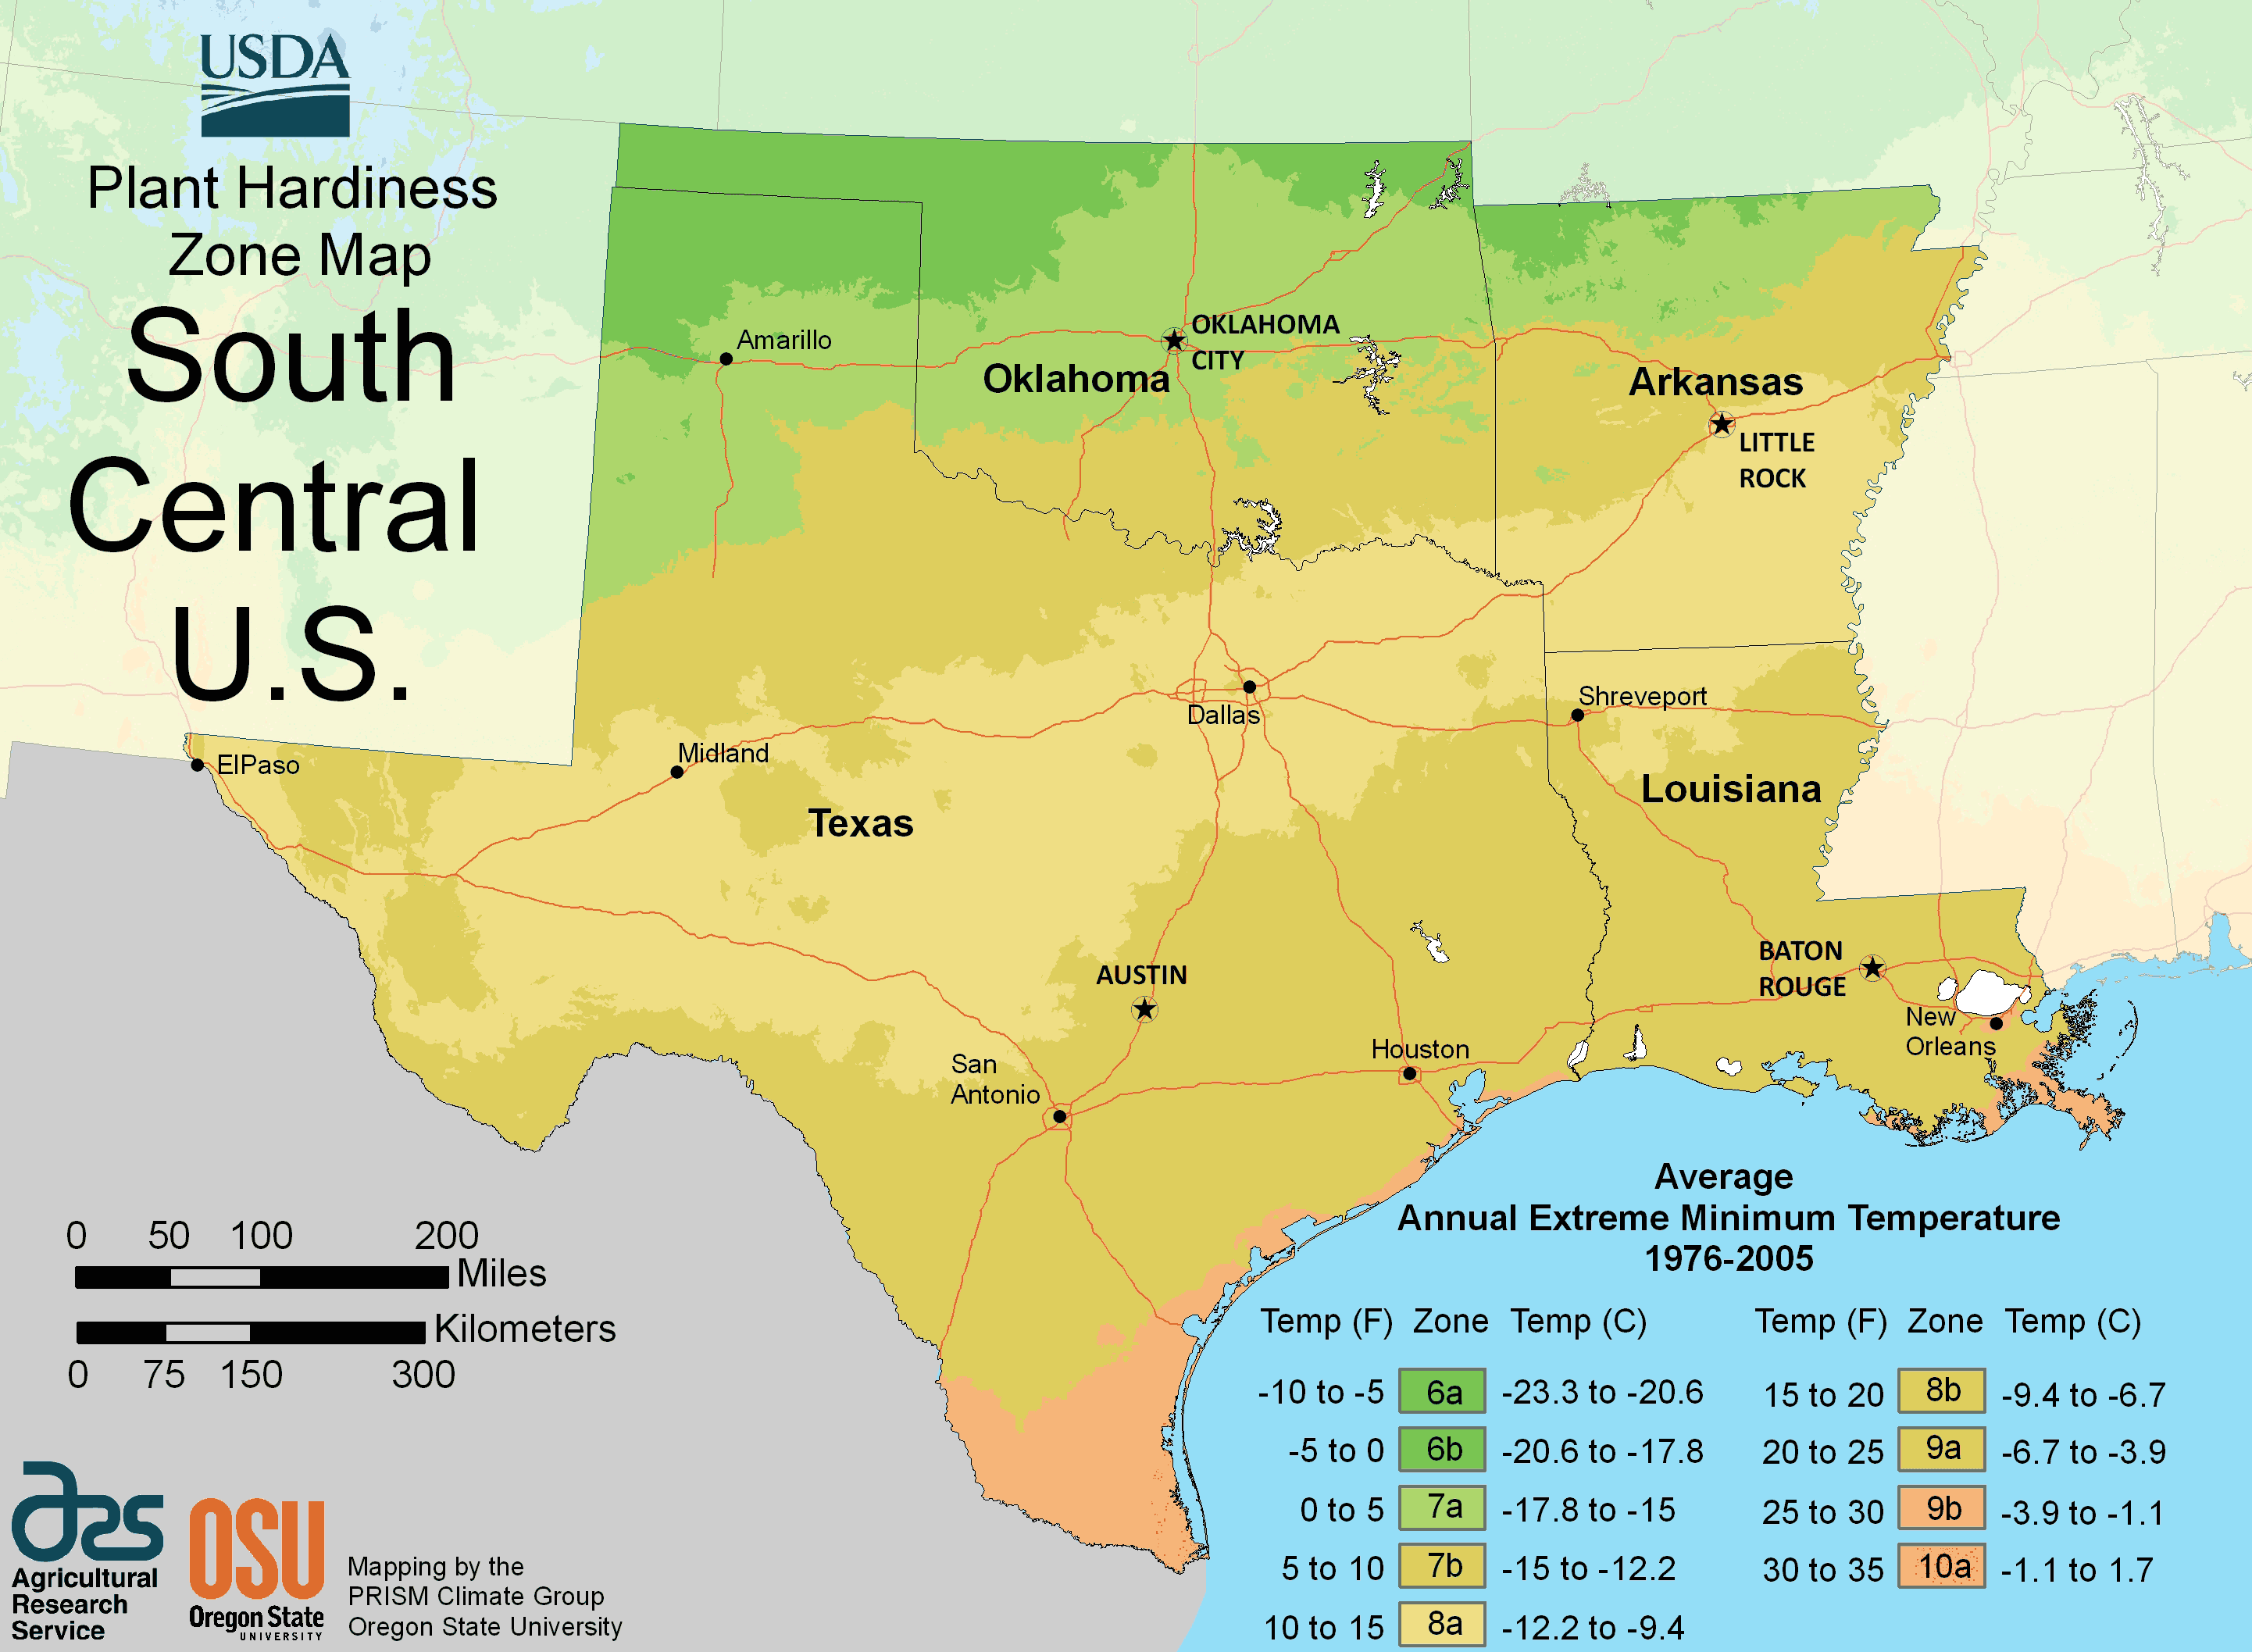 USDA
Plant Hardiness
Zone Map
South
Central
U.S.
Amarillo
OKLAHOMA
CITY
Oklahoma
Arkansas
LITTLE
ROCK
Dallas
Shreveport
ElPaso
Midland
Texas
Louisiana
AUSTIN
BATON
ROUGE
San
Antonio
Houston
New
Orleans
0 50 100 200
Miles
Kilometers
0 75 150 300
Average
Annual Extreme Minimum Temperature
1976-2005
Temp (F) Zone Temp (C) Temp (F) Zone Temp (C)
-10 to -5 6a -23.3 to -20.6 15 to 20 8b -9.4 to -6.7
-5 to 0 6b -20.6 to -17.8 20 to 25 9a -6.7 to -3.9
0 to 5 7a -17.8 to -15 25 to 30 9b -3.9 to -1.1
5 to 10 7b -15 to -12.2 30 to 35 10a -1.1 to 1.7
10 to 15 8a -12.2 to -9.4
ars
Agricultural
Research
Service
OSU
Oregon State
UNIVERSITY
Mapping by the
PRISM Climate Group
Oregon State University